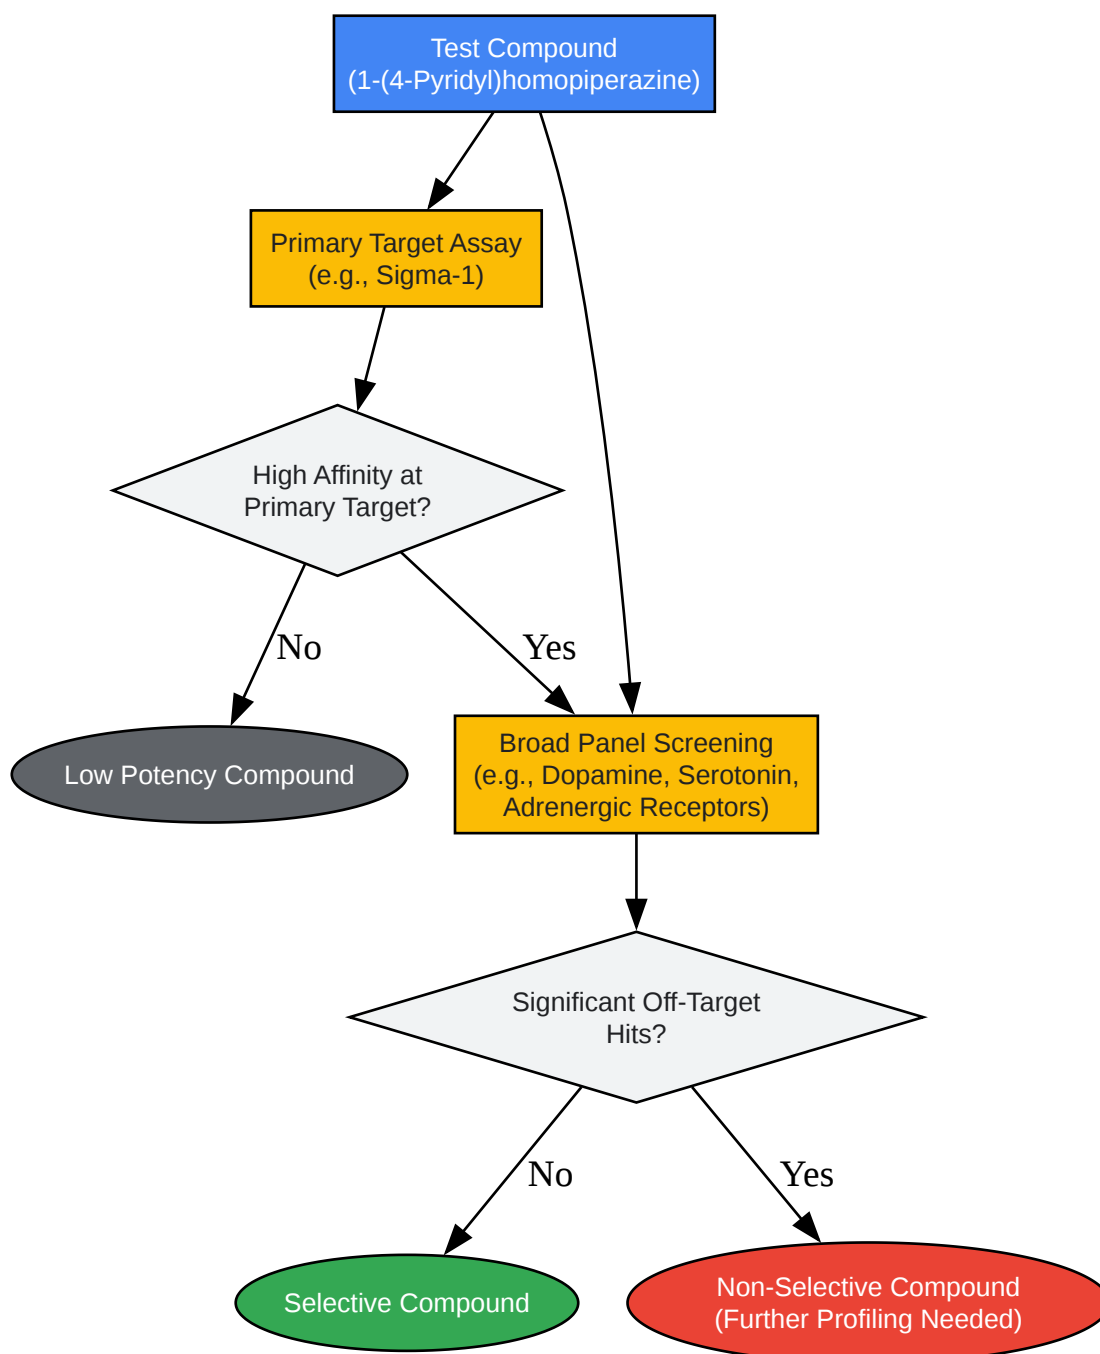 Test Compound
(1-(4-Pyridyl)homopiperazine)
Primary Target Assay
(e.g., Sigma-1)
High Affinity at
Primary Target?
No
Yes
Low Potency Compound
Broad Panel Screening
(e.g., Dopamine, Serotonin,
Adrenergic Receptors)
Significant Off-Target
Hits?
No
Yes
Selective Compound
Non-Selective Compound
(Further Profiling Needed)